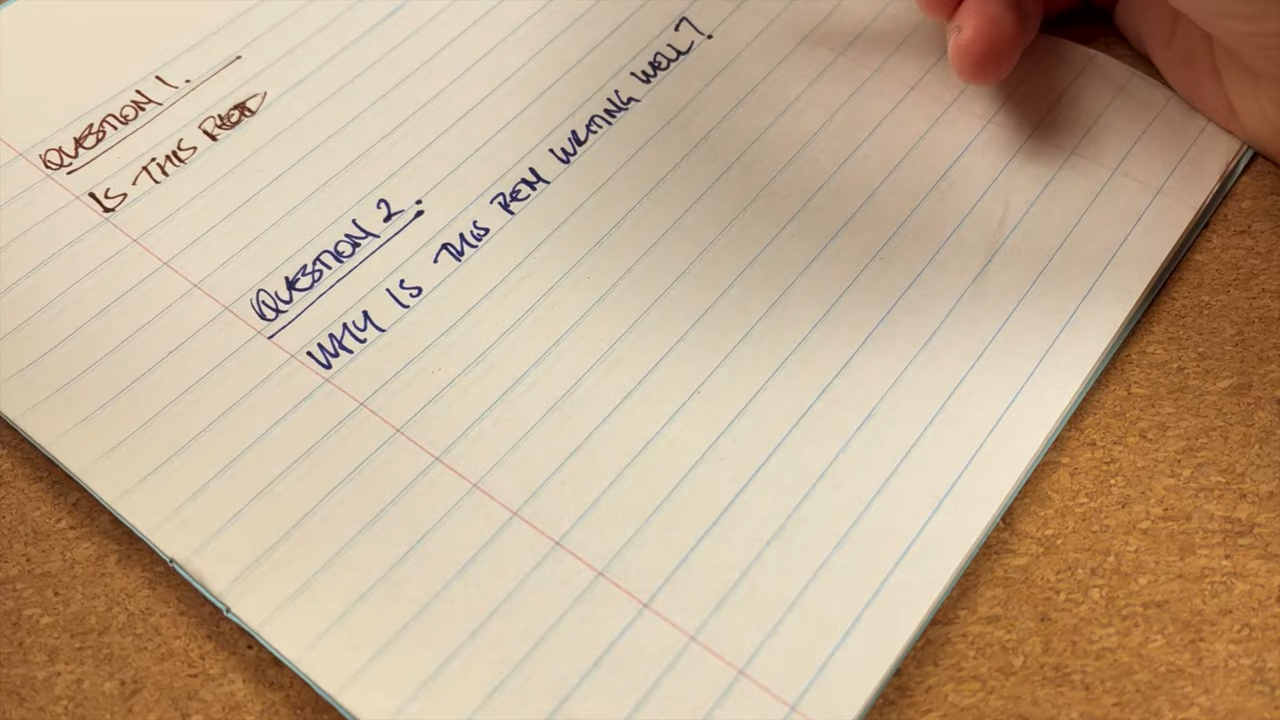 QUESTION 1.
IS THIS
QUESTION 2.
WHY IS THIS PEN WRITING WELL?